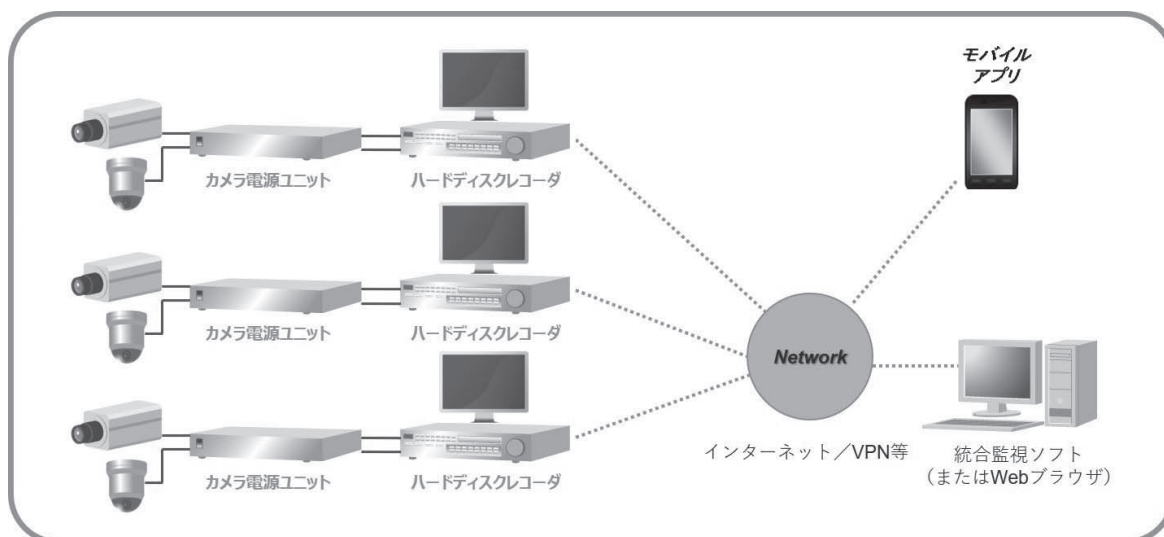 モバイル
アプリ
カメラ電源ユニット
ハードディスクレコーダ
カメラ電源ユニット
ハードディスクレコーダ
Network
カメラ電源ユニット
ハードディスクレコーダ
インターネット／VPN等
統合監視ソフト
（またはWebブラウザ）